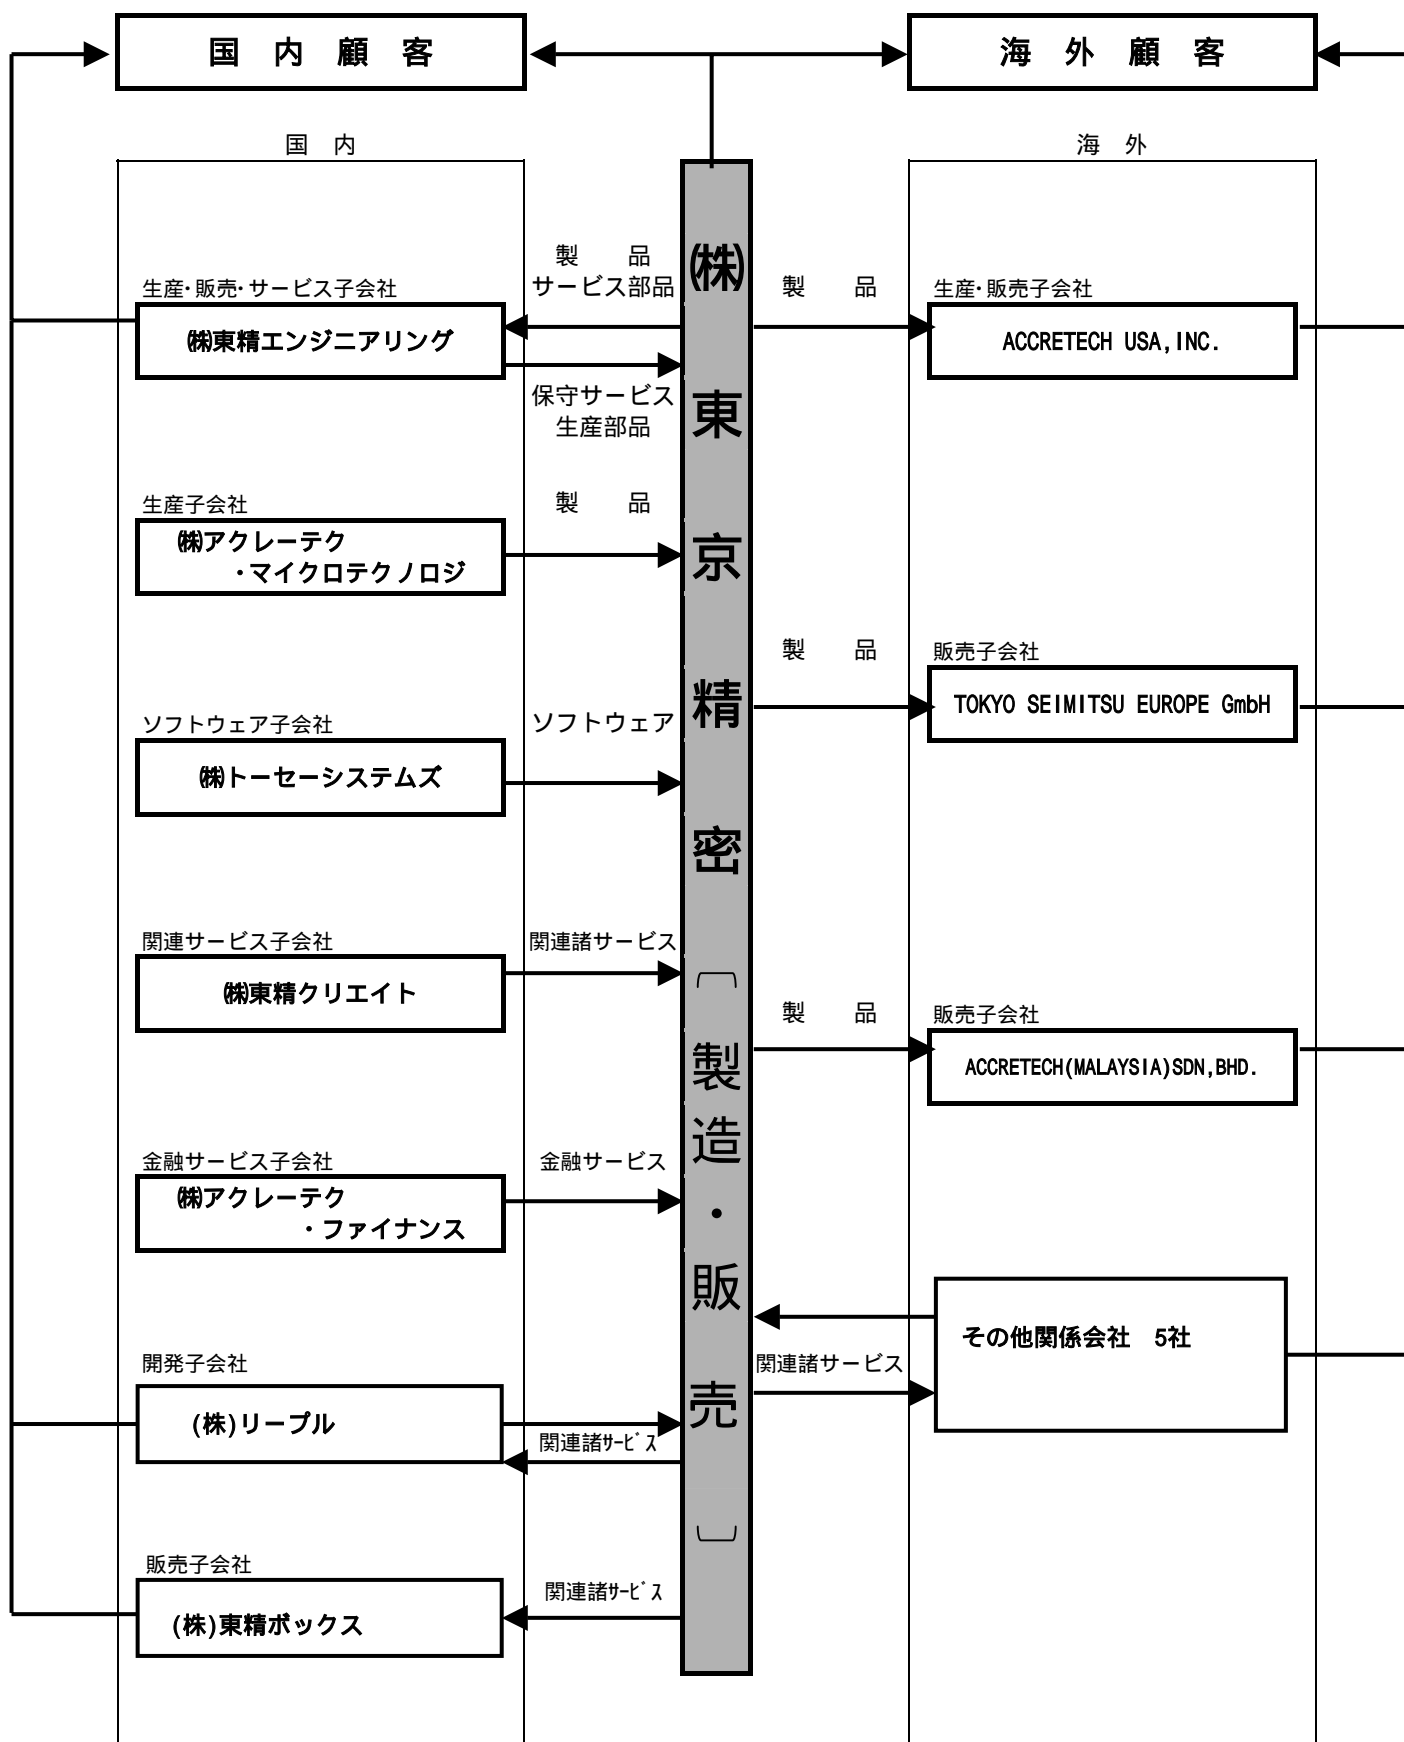 国　内　顧　客
海　外　顧　客
国　内
海　外
生産・販売・サービス子会社
㈱東精エンジニアリング
製　　品
サービス部品
保守サービス
生産部品
生産子会社
㈱アクレーテク
・マイクロテクノロジ
製　　品
ソフトウェア子会社
㈱トーセーシステムズ
ソフトウェア
関連サービス子会社
㈱東精クリエイト
関連諸サービス
金融サービス子会社
㈱アクレーテク
・ファイナンス
金融サービス
開発子会社
(株)リープル
関連諸ｻｰﾋﾞｽ
販売子会社
(株)東精ボックス
関連諸ｻｰﾋﾞｽ
㈱東京精密〔製造・販売〕
製　　品
生産・販売子会社
ACCRETECH USA,INC.
製　　品
販売子会社
TOKYO SEIMITSU EUROPE GmbH
製　　品
販売子会社
ACCRETECH(MALAYSIA)SDN,BHD.
その他関係会社　5社
関連諸サービス